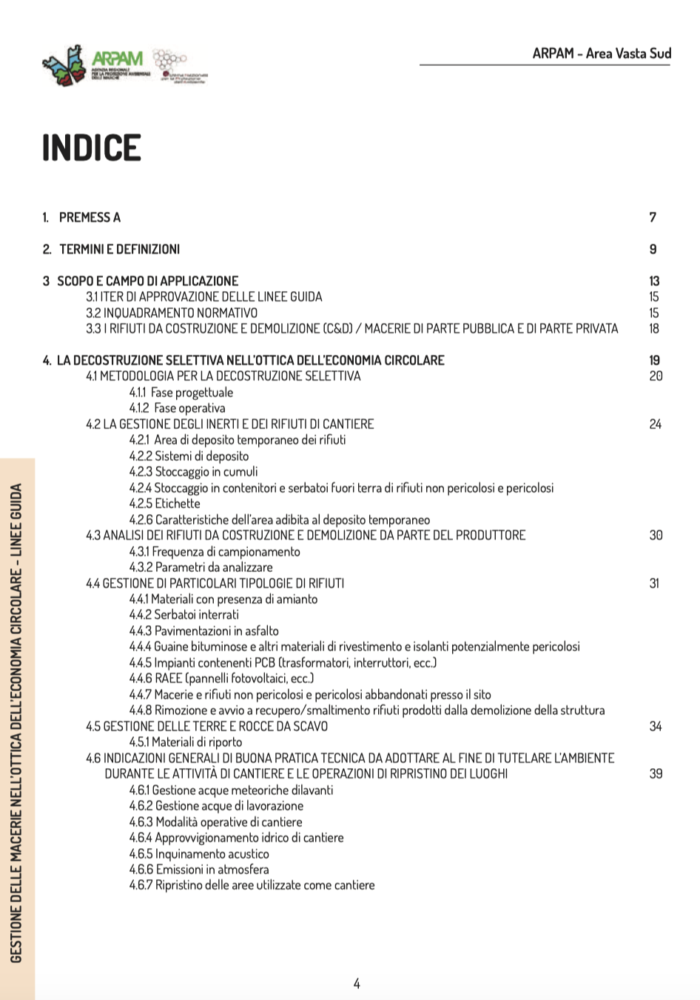 ARPAM
AGENZIA REGIONALE
PER LA PROTEZIONE AMBIENTALE
DELLE MARCHE
ARPAM - Area Vasta Sud
INDICE
1. PREMESS A 7
2. TERMINI E DEFINIZIONI 9
3 SCOPO E CAMPO DI APPLICAZIONE 13
3.1 ITER DI APPROVAZIONE DELLE LINEE GUIDA 15
3.2 INQUADRAMENTO NORMATIVO 15
3.3 I RIFIUTI DA COSTRUZIONE E DEMOLIZIONE (C&D) / MACERIE DI PARTE PUBBLICA E DI PARTE PRIVATA 18
4. LA DECOSTRUZIONE SELETTIVA NELL'OTTICA DELL'ECONOMIA CIRCOLARE 19
4.1 METODOLOGIA PER LA DECOSTRUZIONE SELETTIVA 20
4.1.1 Fase progettuale
4.1.2 Fase operativa
4.2 LA GESTIONE DEGLI INERTI E DEI RIFIUTI DI CANTIERE 24
4.2.1 Area di deposito temporaneo dei rifiuti
4.2.2 Sistemi di deposito
4.2.3 Stoccaggio in cumuli
4.2.4 Stoccaggio in contenitori e serbatoi fuori terra di rifiuti non pericolosi e pericolosi
4.2.5 Etichette
4.2.6 Caratteristiche dell'area adibita al deposito temporaneo
4.3 ANALISI DEI RIFIUTI DA COSTRUZIONE E DEMOLIZIONE DA PARTE DEL PRODUTTORE 30
4.3.1 Frequenza di campionamento
4.3.2 Parametri da analizzare
4.4 GESTIONE DI PARTICOLARI TIPOLOGIE DI RIFIUTI 31
4.4.1 Materiali con presenza di amianto
4.4.2 Serbatoi interrati
4.4.3 Pavimentazioni in asfalto
4.4.4 Guaine bituminose e altri materiali di rivestimento e isolanti potenzialmente pericolosi
4.4.5 Impianti contenenti PCB (trasformatori, interruttori, ecc.)
4.4.6 RAEE (pannelli fotovoltaici, ecc.)
4.4.7 Macerie e rifiuti non pericolosi e pericolosi abbandonati presso il sito
4.4.8 Rimozione e avvio a recupero/smaltimento rifiuti prodotti dalla demolizione della struttura
4.5 GESTIONE DELLE TERRE E ROCCE DA SCAVO 34
4.5.1 Materiali di riporto
4.6 INDICAZIONI GENERALI DI BUONA PRATICA TECNICA DA ADOTTARE AL FINE DI TUTELARE L'AMBIENTE
DURANTE LE ATTIVITÀ DI CANTIERE E LE OPERAZIONI DI RIPRISTINO DEI LUOGHI 39
4.6.1 Gestione acque meteoriche dilavanti
4.6.2 Gestione acque di lavorazione
4.6.3 Modalità operative di cantiere
4.6.4 Approvvigionamento idrico di cantiere
4.6.5 Inquinamento acustico
4.6.6 Emissioni in atmosfera
4.6.7 Ripristino delle aree utilizzate come cantiere
GESTIONE DELLE MACERIE NELL'OTTICA DELL'ECONOMIA CIRCOLARE - LINEE GUIDA
4